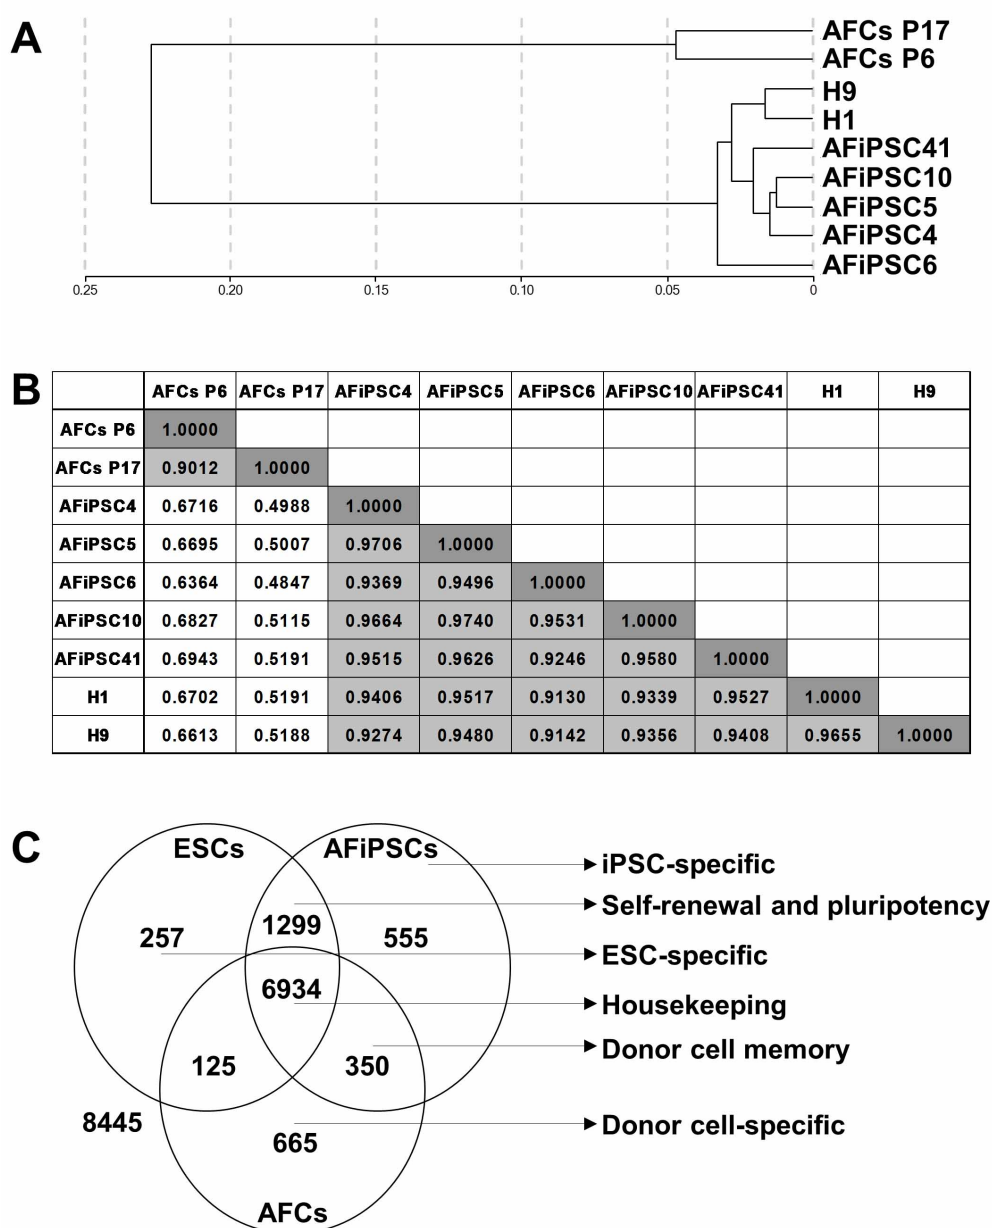 A
AFCs P17
AFCs P6
H9
H1
AFiPSC41
AFiPSC10
AFiPSC5
AFiPSC4
AFiPSC6
0.25 0.20 0.15 0.10 0.05 0
B
AFCs P6 AFCs P17 AFiPSC4 AFiPSC5 AFiPSC6 AFiPSC10 AFiPSC41 H1 H9
AFCs P6 1.0000
AFCs P17 0.9012 1.0000
AFiPSC4 0.6716 0.4988 1.0000
AFiPSC5 0.6695 0.5007 0.9706 1.0000
AFiPSC6 0.6364 0.4847 0.9369 0.9496 1.0000
AFiPSC10 0.6827 0.5115 0.9664 0.9740 0.9531 1.0000
AFiPSC41 0.6943 0.5191 0.9515 0.9626 0.9246 0.9580 1.0000
H1 0.6702 0.5191 0.9406 0.9517 0.9130 0.9339 0.9527 1.0000
H9 0.6613 0.5188 0.9274 0.9480 0.9142 0.9356 0.9408 0.9655 1.0000
C
ESCs AFiPSCs
iPSC-specific
Self-renewal and pluripotency
1299
257 555
ESC-specific
6934
Housekeeping
Donor cell memory
125 350
8445
Donor cell-specific
665
AFCs